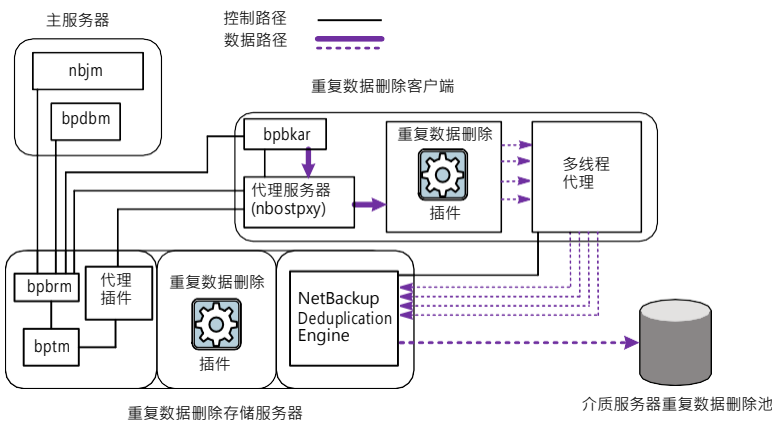 主服务器
控制路径
数据路径
nbjm
bpdbm
重复数据删除客户端
bpbkar
代理服务器
(nbostpxy)
重复数据删除
插件
多线程
代理
bpbrm
代理
插件
bptm
重复数据删除
插件
NetBackup
Deduplication
Engine
重复数据删除存储服务器
介质服务器重复数据删除池